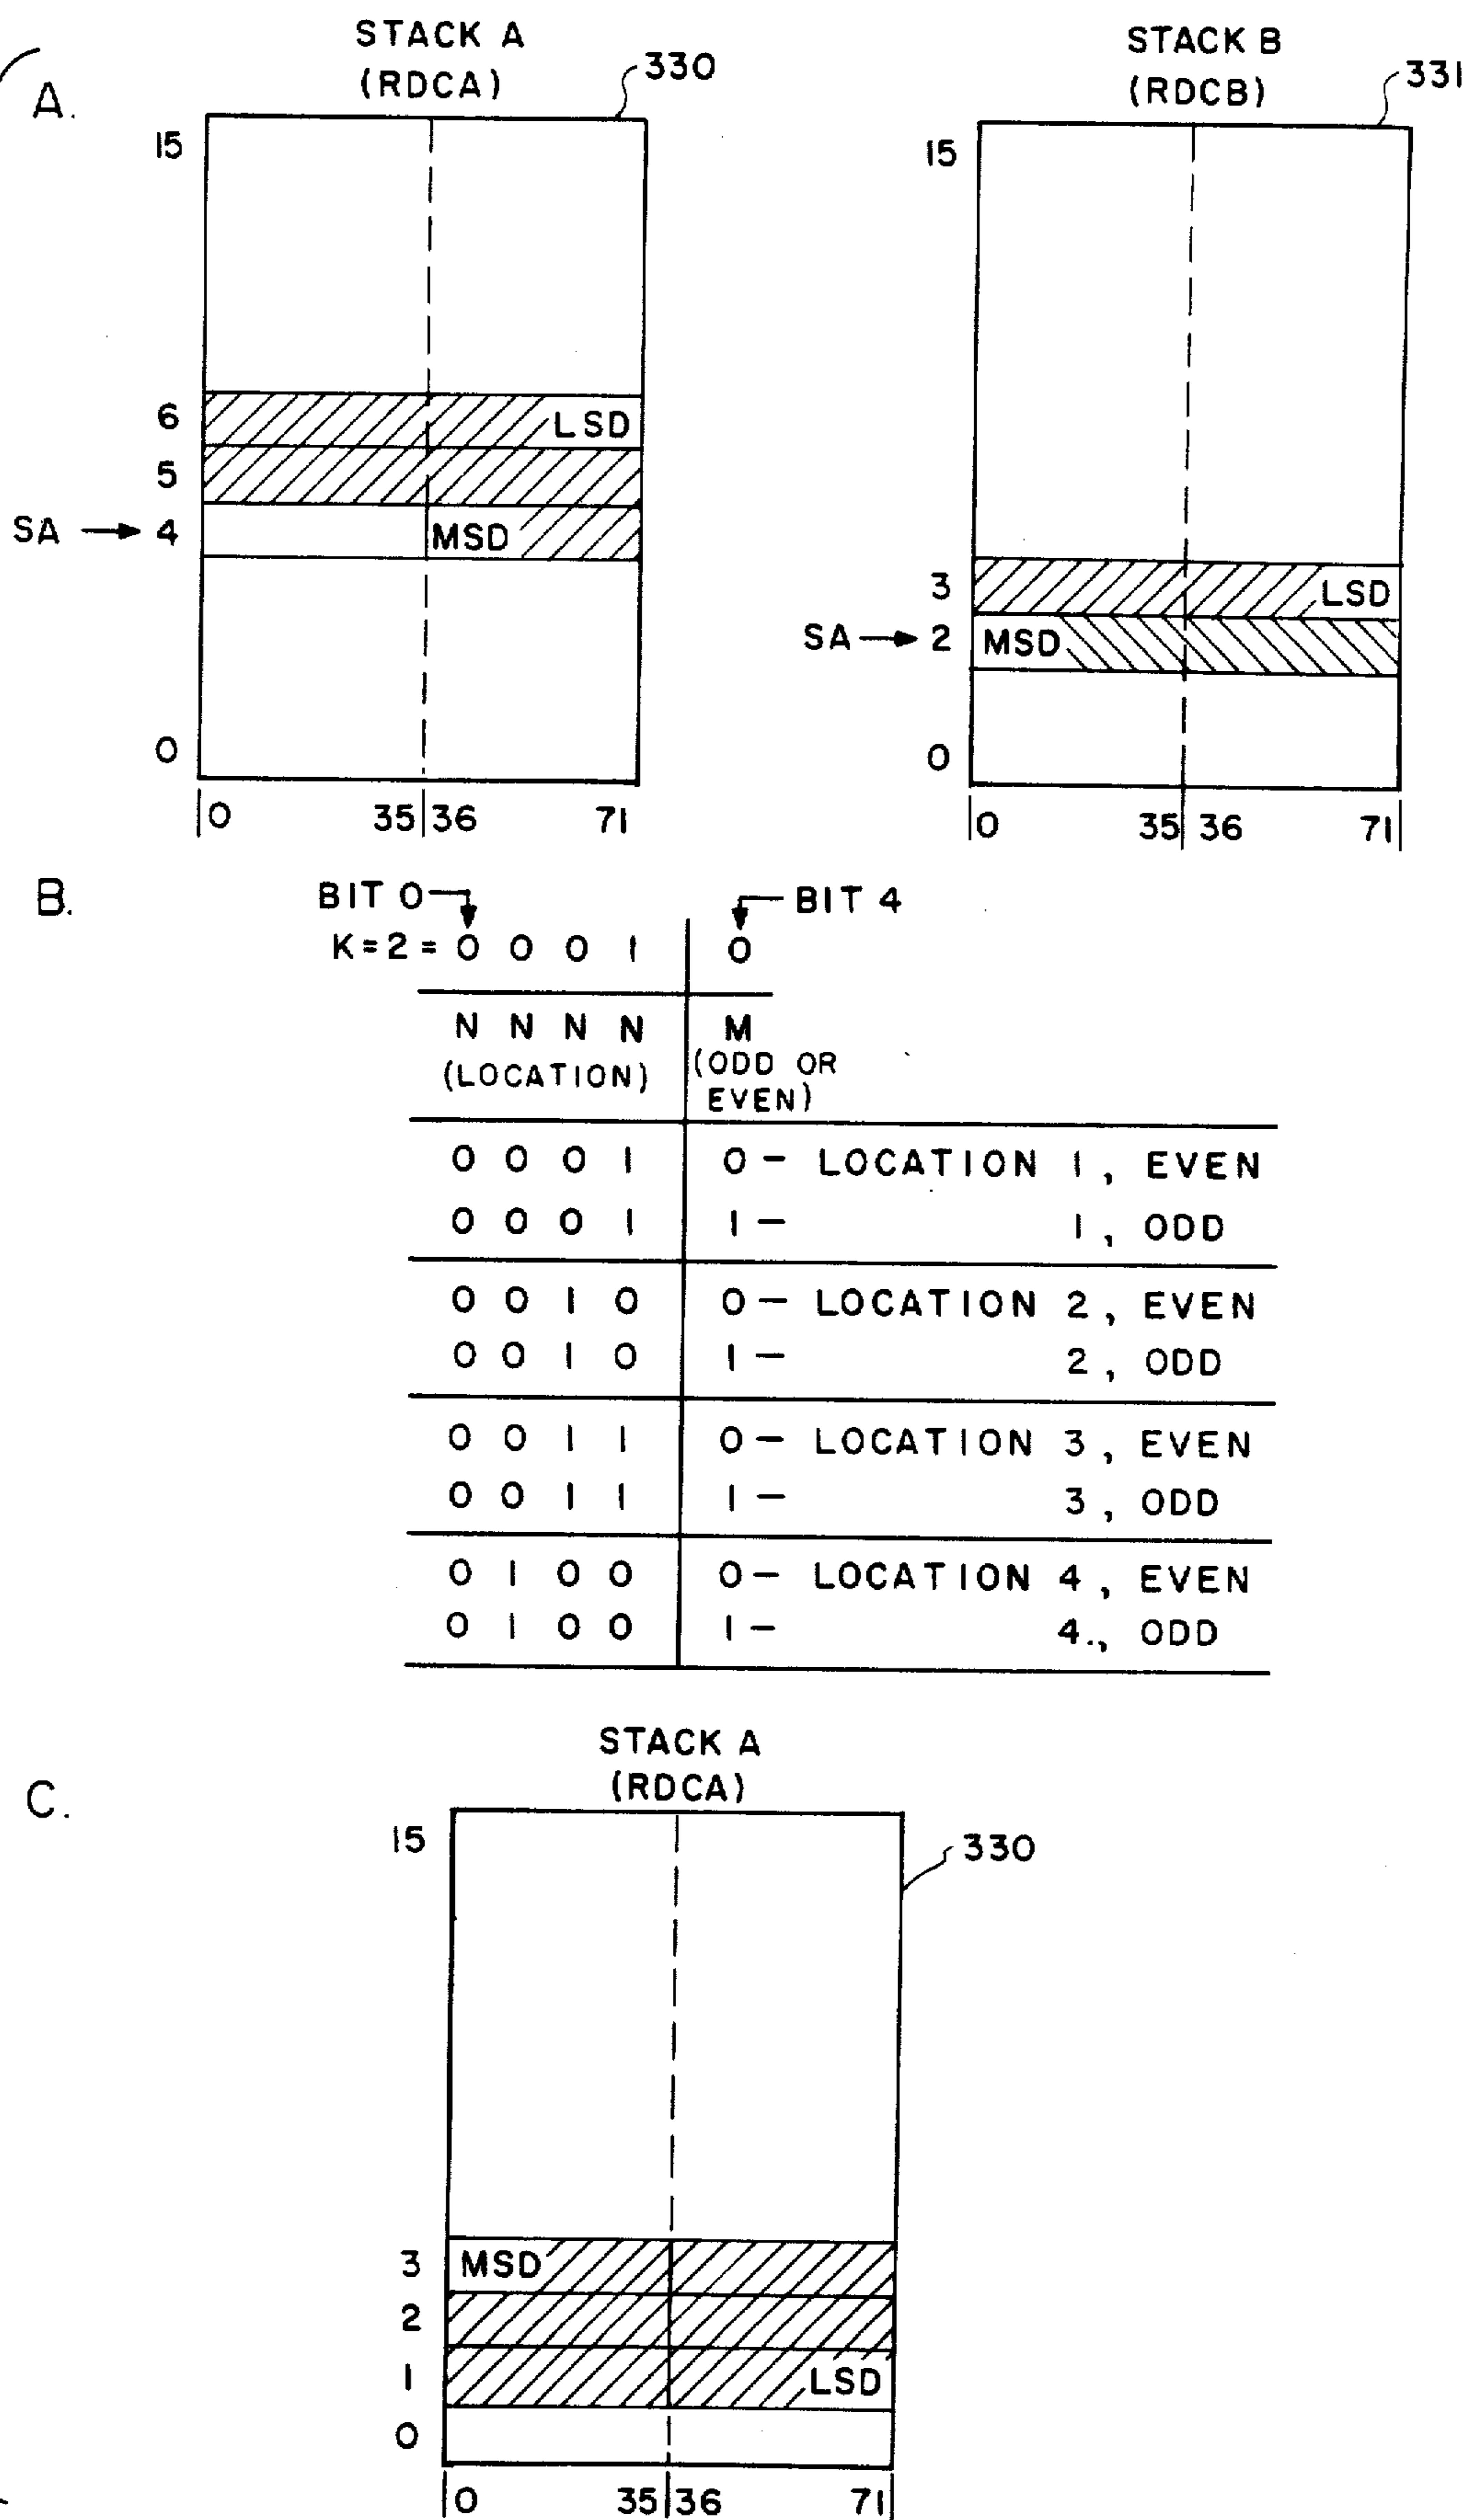 A.
STACK A
(RDCA)
330
15
6
LSD
5
SA → 4
MSD
0
0 35 36 71
STACK B
(RDCB)
331
15
3
LSD
SA → 2
MSD
0
0 35 36 71
B.
BIT 0 BIT 4
K=2= 0 0 0 1 0
N N N N M
(LOCATION) (ODD OR
EVEN)
0 0 0 1 0 — LOCATION 1, EVEN
0 0 0 1 1 — 1, ODD
0 0 1 0 0 — LOCATION 2, EVEN
0 0 1 0 1 — 2, ODD
0 0 1 1 0 — LOCATION 3, EVEN
0 0 1 1 1 — 3, ODD
0 1 0 0 0 — LOCATION 4, EVEN
0 1 0 0 1 — 4., ODD
C.
STACK A
(RDCA)
330
15
3 MSD
2
1 LSD
0
0 35 36 71